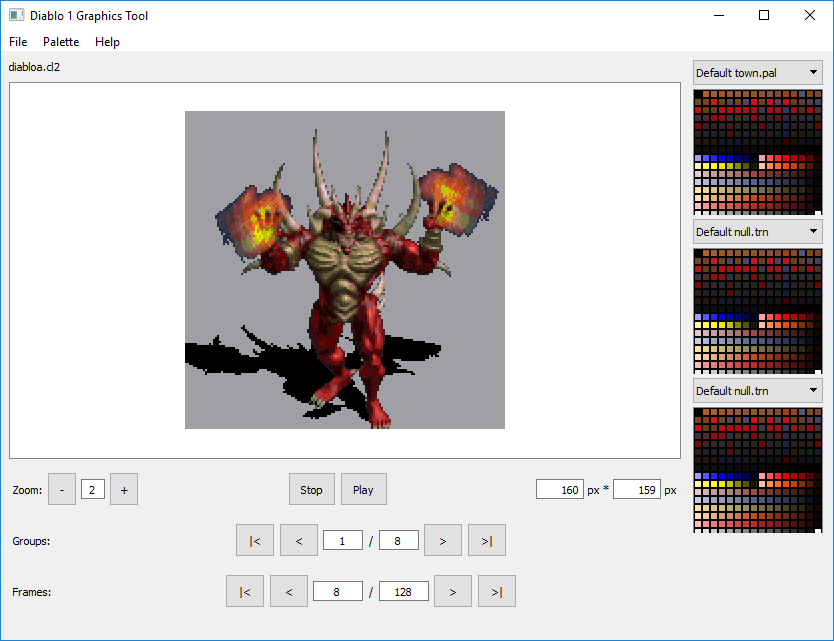 Diablo 1 Graphics Tool
File Palette Help
diabloa.cl2
Default town.pal
Default null.trn
Default null.trn
Zoom: - 2 + Stop Play 160 px * 159 px
Groups: |< < 1 / 8 > >|
Frames: |< < 8 / 128 > >|